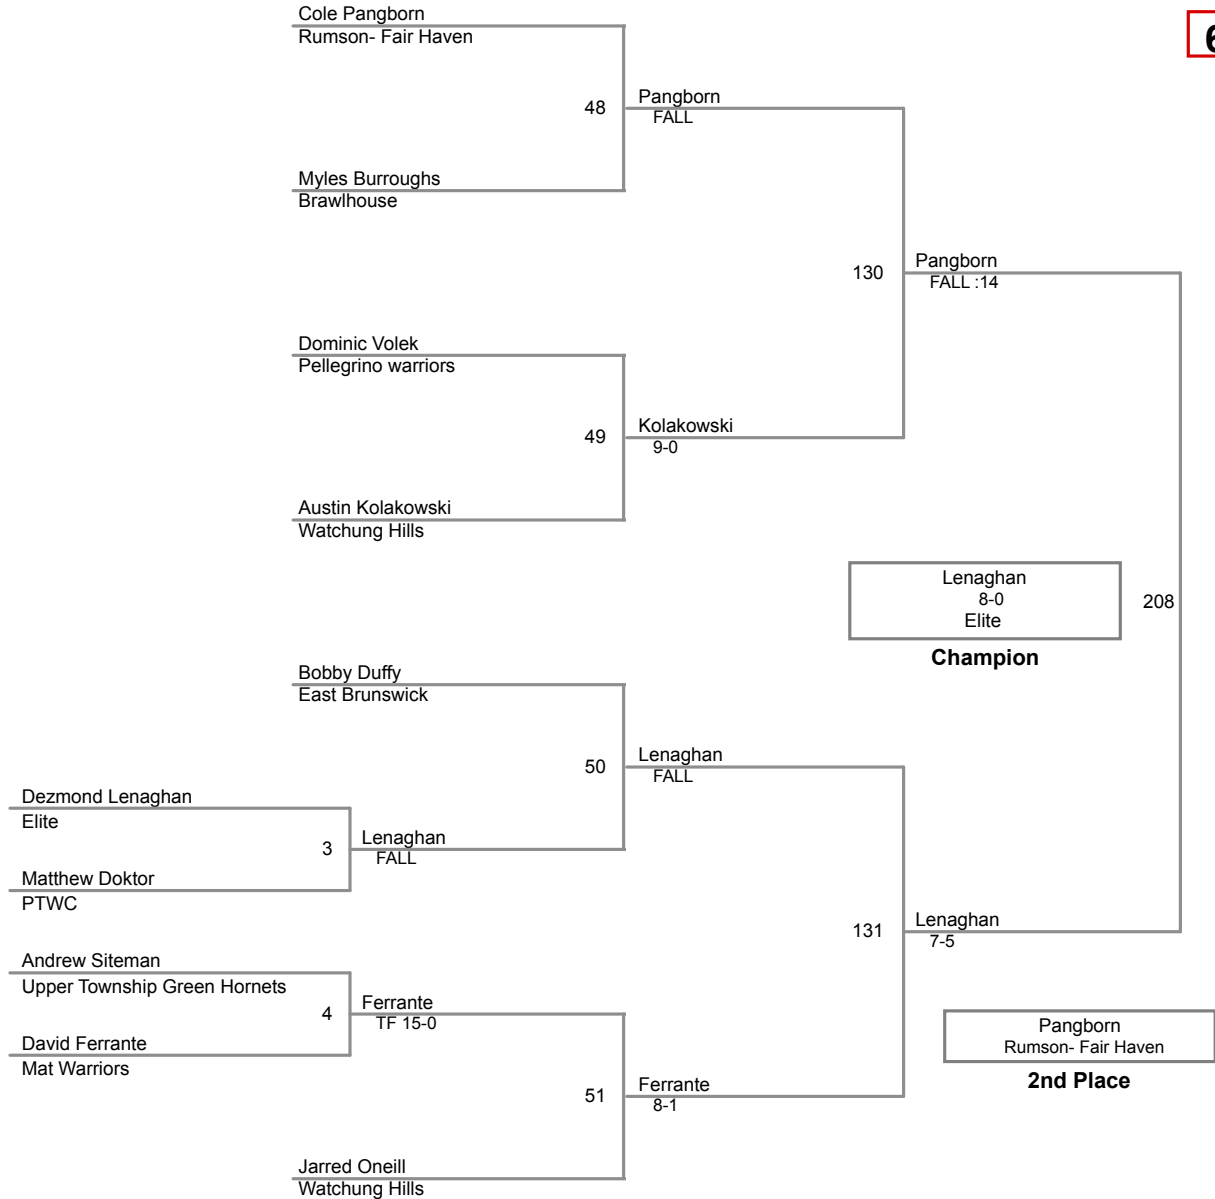 Cole Pangborn
Rumson- Fair Haven
6
48
Pangborn
FALL
Myles Burroughs
Brawlhouse
130
Pangborn
FALL :14
Dominic Volek
Pellegrino warriors
49
Kolakowski
9-0
Austin Kolakowski
Watchung Hills
Lenaghan
8-0
Elite
208
Champion
Bobby Duffy
East Brunswick
50
Lenaghan
FALL
Dezmond Lenaghan
Elite
3
Lenaghan
FALL
Matthew Doktor
PTWC
131
Lenaghan
7-5
Andrew Siteman
Upper Township Green Hornets
4
Ferrante
TF 15-0
David Ferrante
Mat Warriors
Pangborn
Rumson- Fair Haven
2nd Place
51
Ferrante
8-1
Jarred Oneill
Watchung Hills